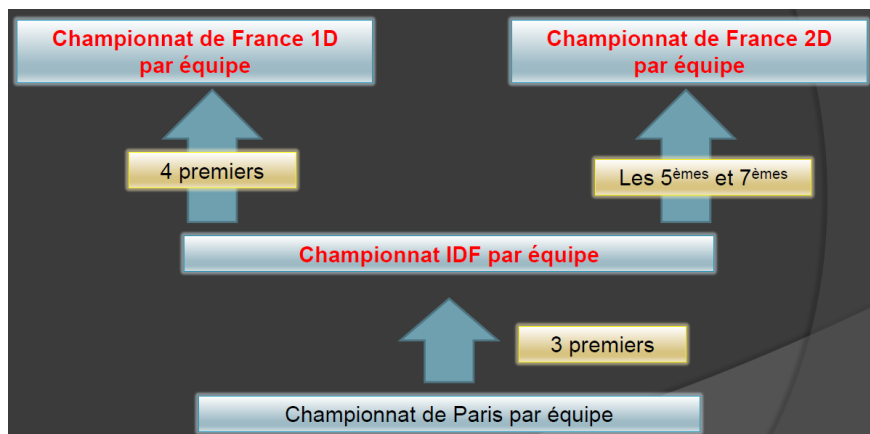 Championnat de France 1D
par équipe
Championnat de France 2D
par équipe
4 premiers
Les 5èmes et 7èmes
Championnat IDF par équipe
3 premiers
Championnat de Paris par équipe